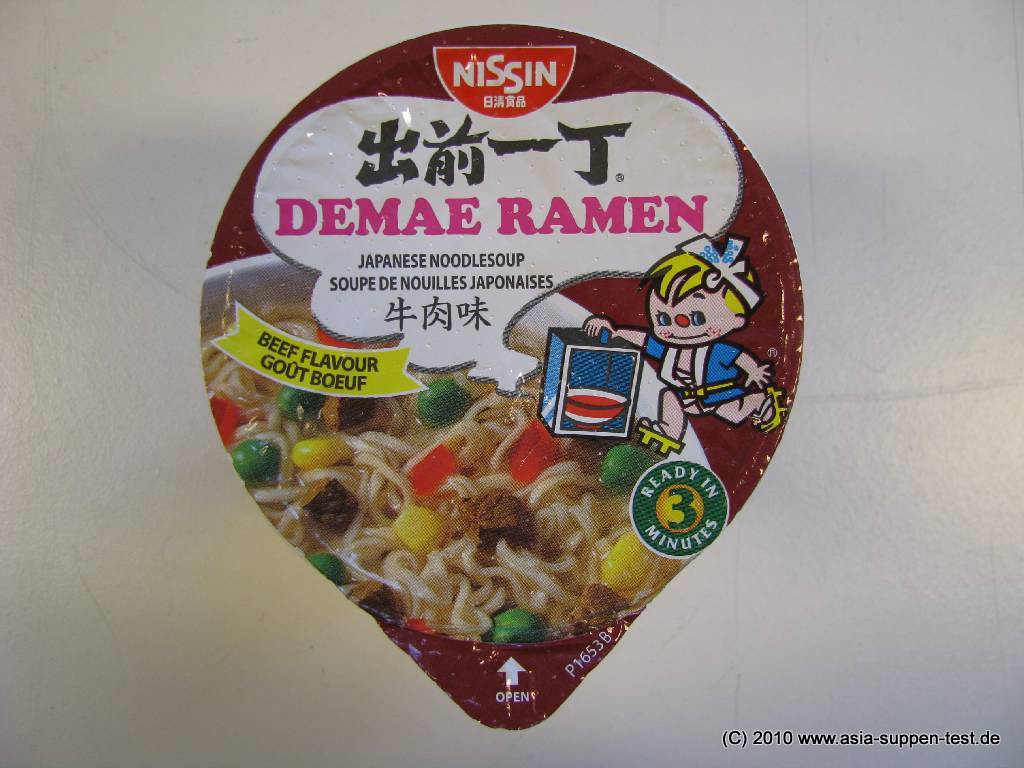 NISSIN
日清食品
出前一丁®
DEMAE RAMEN
JAPANESE NOODLESOUP
SOUPE DE NOUILLES JAPONAISES
牛肉味
BEEF FLAVOUR
GOÛT BOEUF
®
READY IN
3
MINUTES
P1653B
OPEN
(C) 2010 www.asia-suppen-test.de